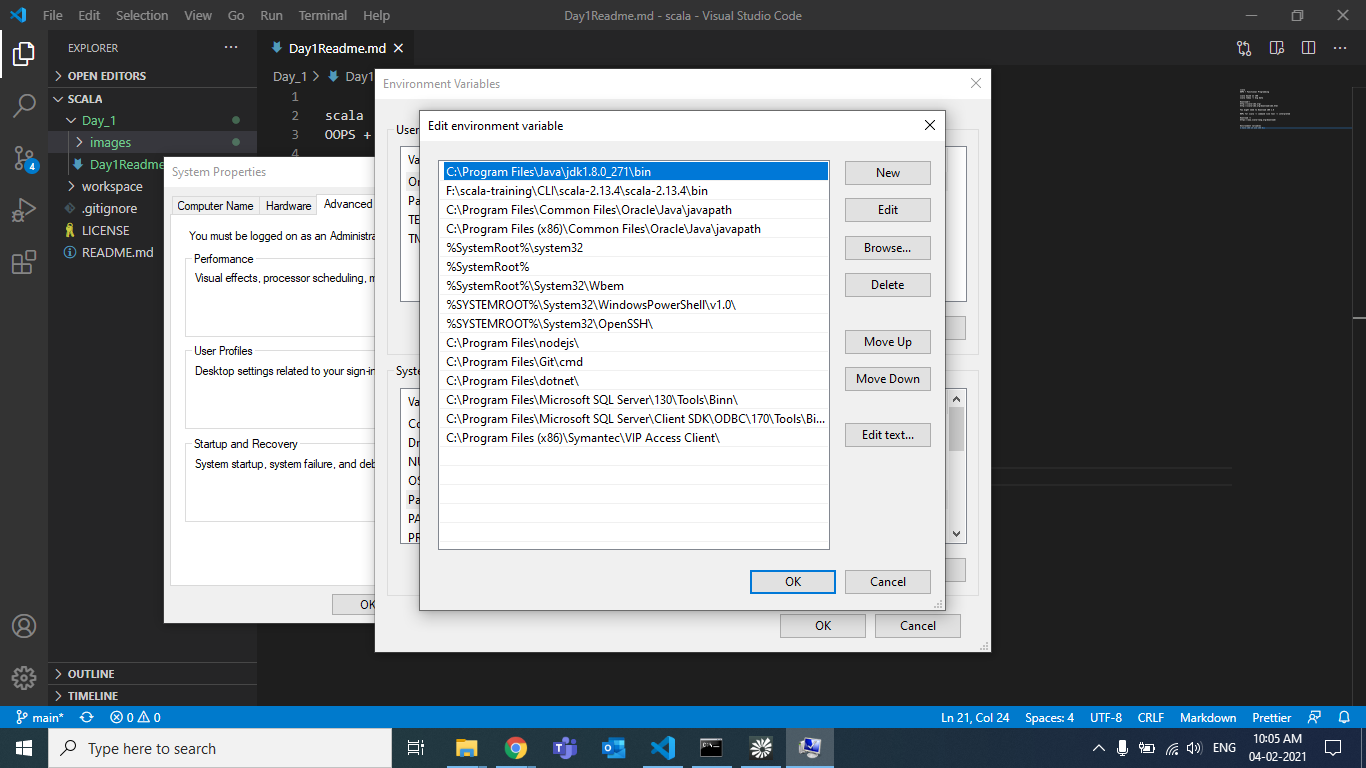 File Edit Selection View Go Run Terminal Help Day1Readme.md - scala - Visual Studio Code
EXPLORER
OPEN EDITORS
SCALA
Day_1
images
Day1Readme
workspace
.gitignore
LICENSE
README.md
OUTLINE
TIMELINE
4
Day1Readme.md
Day_1 > Day1
1
2 scala
3 OOPS +
4
System Properties
Computer Name Hardware Advanced
You must be logged on as an Administra
Performance
Visual effects, processor scheduling, m
User Profiles
Desktop settings related to your sign-in
Startup and Recovery
System startup, system failure, and deb
OK
Environment Variables
User
Va
On
Pa
TE
TM
Syste
Va
Co
Dr
NU
OS
Pa
PA
PR
OK Cancel
Edit environment variable
C:\Program Files\Java\jdk1.8.0_271\bin
F:\scala-training\CLI\scala-2.13.4\scala-2.13.4\bin
C:\Program Files\Common Files\Oracle\Java\javapath
C:\Program Files (x86)\Common Files\Oracle\Java\javapath
%SystemRoot%\system32
%SystemRoot%
%SystemRoot%\System32\Wbem
%SYSTEMROOT%\System32\WindowsPowerShell\v1.0\
%SYSTEMROOT%\System32\OpenSSH\
C:\Program Files\nodejs\
C:\Program Files\Git\cmd
C:\Program Files\dotnet\
C:\Program Files\Microsoft SQL Server\130\Tools\Binn\
C:\Program Files\Microsoft SQL Server\Client SDK\ODBC\170\Tools\Bi...
C:\Program Files (x86)\Symantec\VIP Access Client\
New
Edit
Browse...
Delete
Move Up
Move Down
Edit text...
OK Cancel
main* 0 0 Ln 21, Col 24 Spaces: 4 UTF-8 CRLF Markdown Prettier
Type here to search
ENG
10:05 AM
04-02-2021